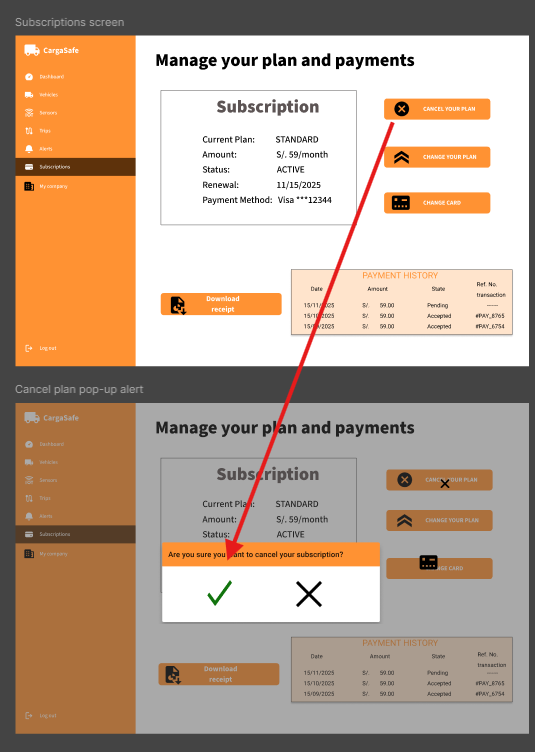 Subscriptions screen
CargaSafe
Dashboard
Vehicles
Sensors
Trips
Alerts
Subscriptions
My company
Log out
Manage your plan and payments
Subscription
Current Plan: STANDARD
Amount: S/. 59/month
Status: ACTIVE
Renewal: 11/15/2025
Payment Method: Visa ***12344
CANCEL YOUR PLAN
CHANGE YOUR PLAN
CHANGE CARD
Download
receipt
PAYMENT HISTORY
Date Amount State Ref. No. transaction
15/11/2025 S/. 59.00 Pending -----
15/10/2025 S/. 59.00 Accepted #PAY_8765
15/09/2025 S/. 59.00 Accepted #PAY_6754
Cancel plan pop-up alert
CargaSafe
Dashboard
Vehicles
Sensors
Trips
Alerts
Subscriptions
My company
Log out
Manage your plan and payments
Subscription
Current Plan: STANDARD
Amount: S/. 59/month
Status: ACTIVE
Are you sure you want to cancel your subscription?
CANCEL YOUR PLAN
CHANGE YOUR PLAN
CARD
Download
receipt
PAYMENT HISTORY
Date Amount State Ref. No. transaction
15/11/2025 S/. 59.00 Pending -----
15/10/2025 S/. 59.00 Accepted #PAY_8765
15/09/2025 S/. 59.00 Accepted #PAY_6754